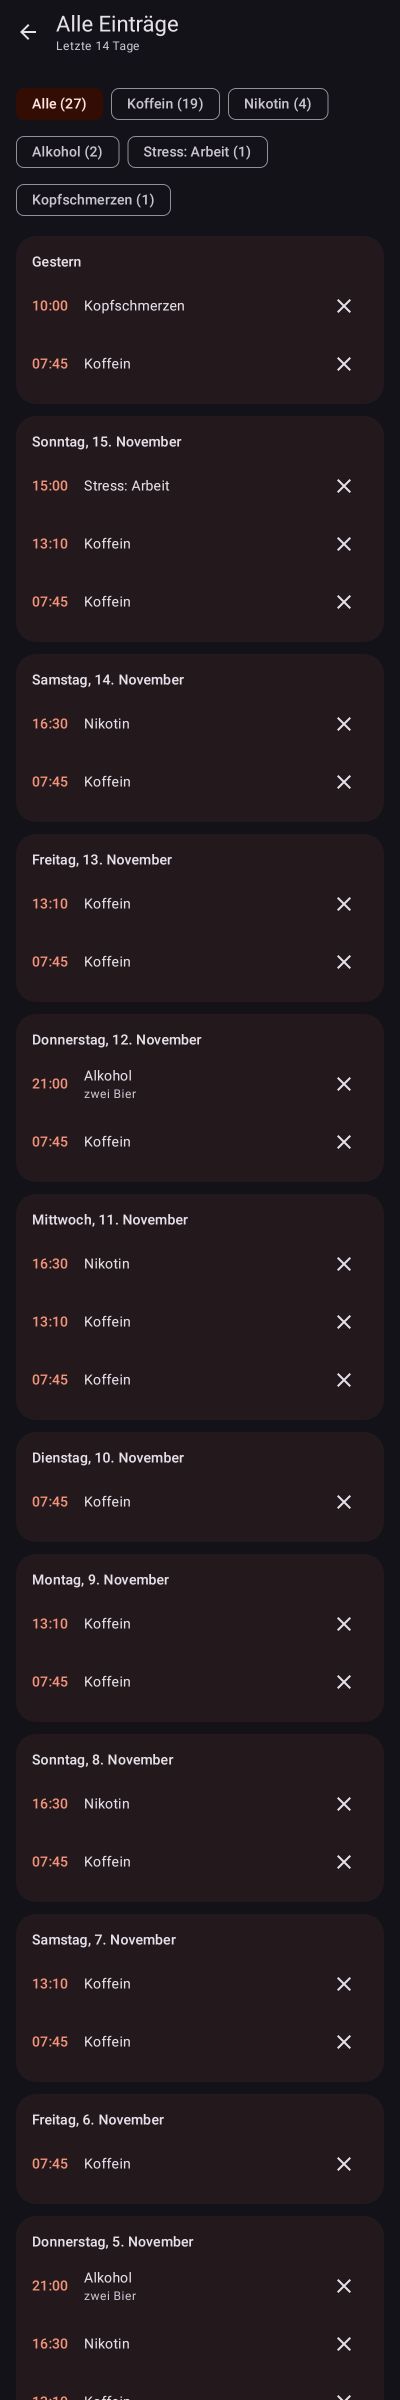 Alle Einträge
Letzte 14 Tage
Alle (27) Koffein (19) Nikotin (4)
Alkohol (2) Stress: Arbeit (1)
Kopfschmerzen (1)
Gestern
10:00 Kopfschmerzen
07:45 Koffein
Sonntag, 15. November
15:00 Stress: Arbeit
13:10 Koffein
07:45 Koffein
Samstag, 14. November
16:30 Nikotin
07:45 Koffein
Freitag, 13. November
13:10 Koffein
07:45 Koffein
Donnerstag, 12. November
21:00 Alkohol
zwei Bier
07:45 Koffein
Mittwoch, 11. November
16:30 Nikotin
13:10 Koffein
07:45 Koffein
Dienstag, 10. November
07:45 Koffein
Montag, 9. November
13:10 Koffein
07:45 Koffein
Sonntag, 8. November
16:30 Nikotin
07:45 Koffein
Samstag, 7. November
13:10 Koffein
07:45 Koffein
Freitag, 6. November
07:45 Koffein
Donnerstag, 5. November
21:00 Alkohol
zwei Bier
16:30 Nikotin
13:10 Koffein